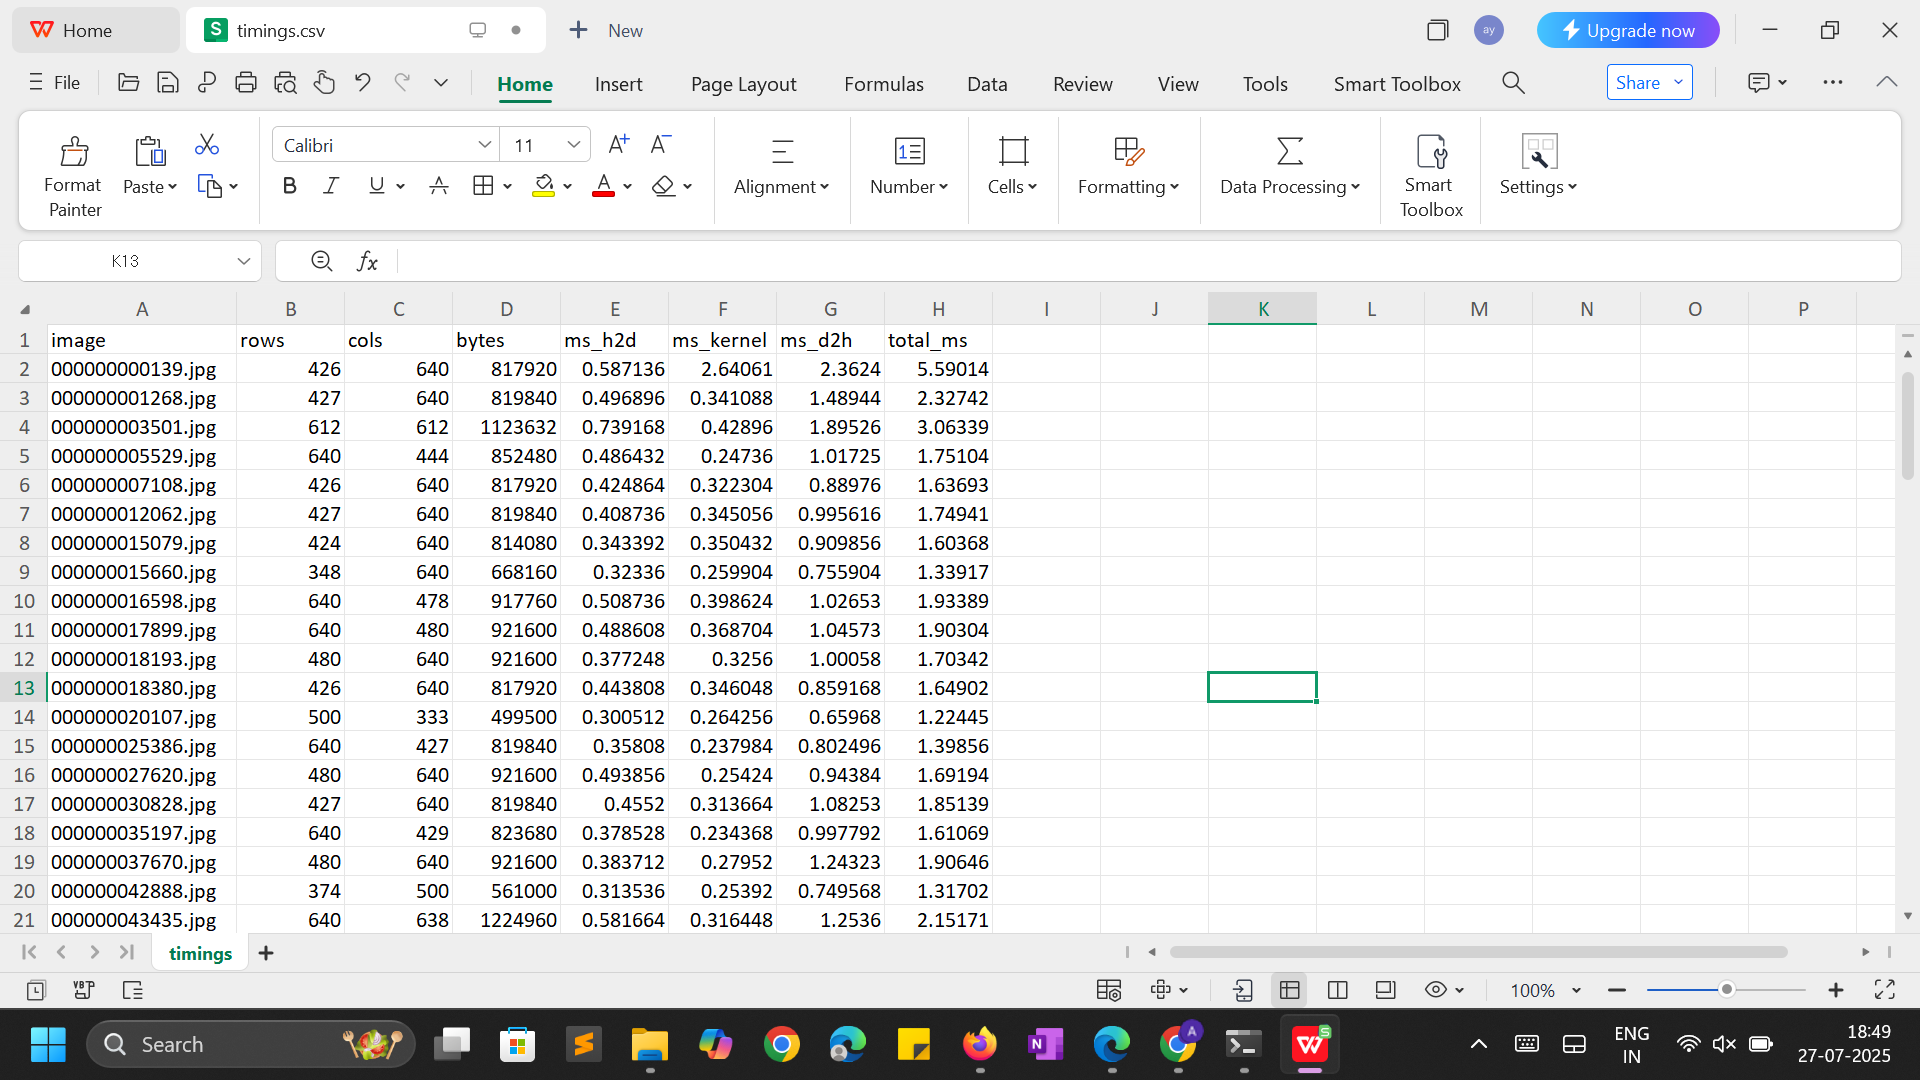 Home
timings.csv
New
ay
Upgrade now
File
Home Insert Page Layout Formulas Data Review View Tools Smart Toolbox
Share
Format Painter
Paste
Calibri 11
Alignment
Number
Cells
Formatting
Data Processing
Smart Toolbox
Settings
K13
A B C D E F G H I J K L M N O P
1 image rows cols bytes ms_h2d ms_kernel ms_d2h total_ms
2 000000000139.jpg 426 640 817920 0.587136 2.64061 2.3624 5.59014
3 000000001268.jpg 427 640 819840 0.496896 0.341088 1.48944 2.32742
4 000000003501.jpg 612 612 1123632 0.739168 0.42896 1.89526 3.06339
5 000000005529.jpg 640 444 852480 0.486432 0.24736 1.01725 1.75104
6 000000007108.jpg 426 640 817920 0.424864 0.322304 0.88976 1.63693
7 000000012062.jpg 427 640 819840 0.408736 0.345056 0.995616 1.74941
8 000000015079.jpg 424 640 814080 0.343392 0.350432 0.909856 1.60368
9 000000015660.jpg 348 640 668160 0.32336 0.259904 0.755904 1.33917
10 000000016598.jpg 640 478 917760 0.508736 0.398624 1.02653 1.93389
11 000000017899.jpg 640 480 921600 0.488608 0.368704 1.04573 1.90304
12 000000018193.jpg 480 640 921600 0.377248 0.3256 1.00058 1.70342
13 000000018380.jpg 426 640 817920 0.443808 0.346048 0.859168 1.64902
14 000000020107.jpg 500 333 499500 0.300512 0.264256 0.65968 1.22445
15 000000025386.jpg 640 427 819840 0.35808 0.237984 0.802496 1.39856
16 000000027620.jpg 480 640 921600 0.493856 0.25424 0.94384 1.69194
17 000000030828.jpg 427 640 819840 0.4552 0.313664 1.08253 1.85139
18 000000035197.jpg 640 429 823680 0.378528 0.234368 0.997792 1.61069
19 000000037670.jpg 480 640 921600 0.383712 0.27952 1.24323 1.90646
20 000000042888.jpg 374 500 561000 0.313536 0.25392 0.749568 1.31702
21 000000043435.jpg 640 638 1224960 0.581664 0.316448 1.2536 2.15171
timings
100%
Search
ENG
IN
18:49
27-07-2025